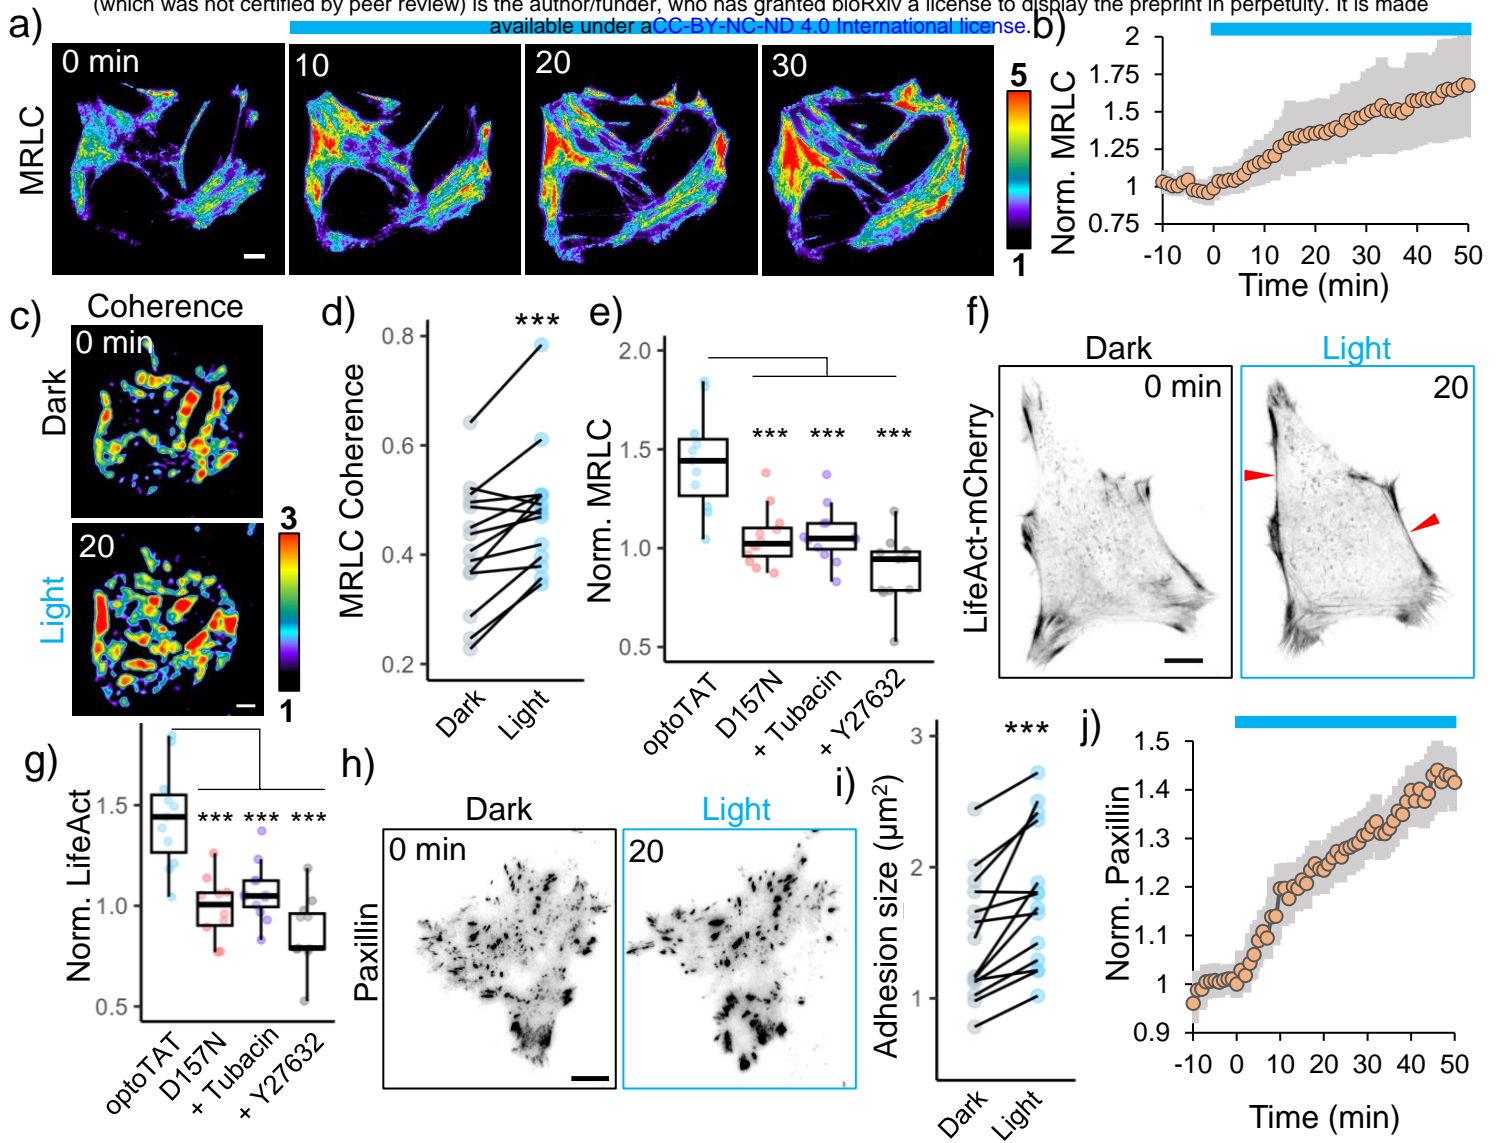 (which was not certified by peer review) is the author/funder, who has granted bioRxiv a license to display the preprint in perpetuity. It is made
available under aCC-BY-NC-ND 4.0 International license.
a)
MRLC
0 min
10
20
30
5
1
b)
Norm. MRLC
2
1.75
1.5
1.25
1
0.75
-10 0 10 20 30 40 50
Time (min)
c)
Coherence
Dark
0 min
Light
20
3
1
d)
***
MRLC Coherence
0.8
0.6
0.4
0.2
Dark
Light
e)
Norm. MRLC
2.0
1.5
1.0
0.5
*** *** ***
optoTAT
D157N
+ Tubacin
+ Y27632
f)
Dark
Light
LifeAct-mCherry
0 min
20
g)
Norm. LifeAct
1.5
1.0
0.5
*** *** ***
optoTAT
D157N
+ Tubacin
+ Y27632
h)
Dark
Light
Paxillin
0 min
20
i)
***
Adhesion size (µm²)
3
2
1
Dark
Light
j)
Norm. Paxillin
1.5
1.4
1.3
1.2
1.1
1
0.9
-10 0 10 20 30 40 50
Time (min)